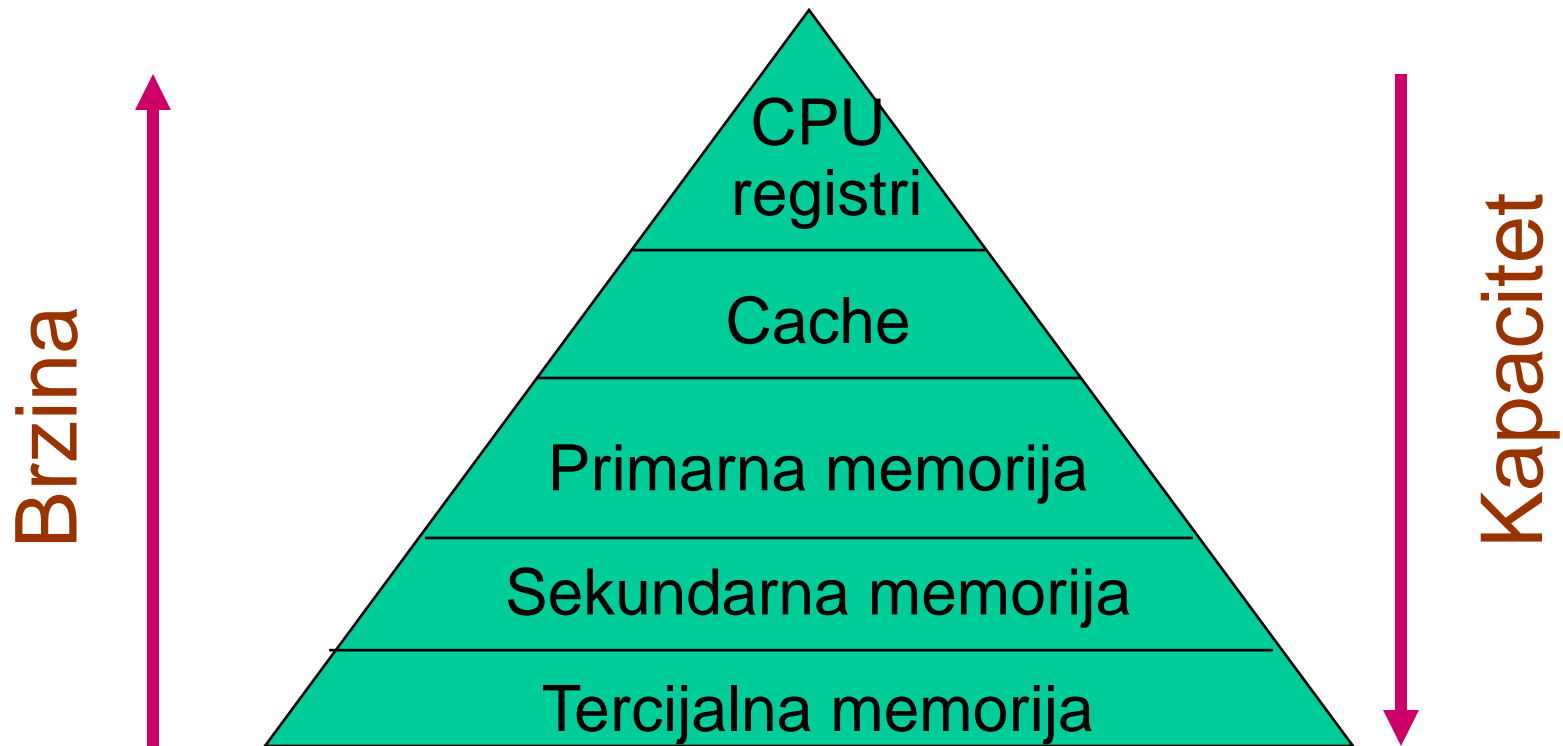 Brzina
CPU
registri
Cache
Primarna memorija
Sekundarna memorija
Tercijalna memorija
Kapacitet